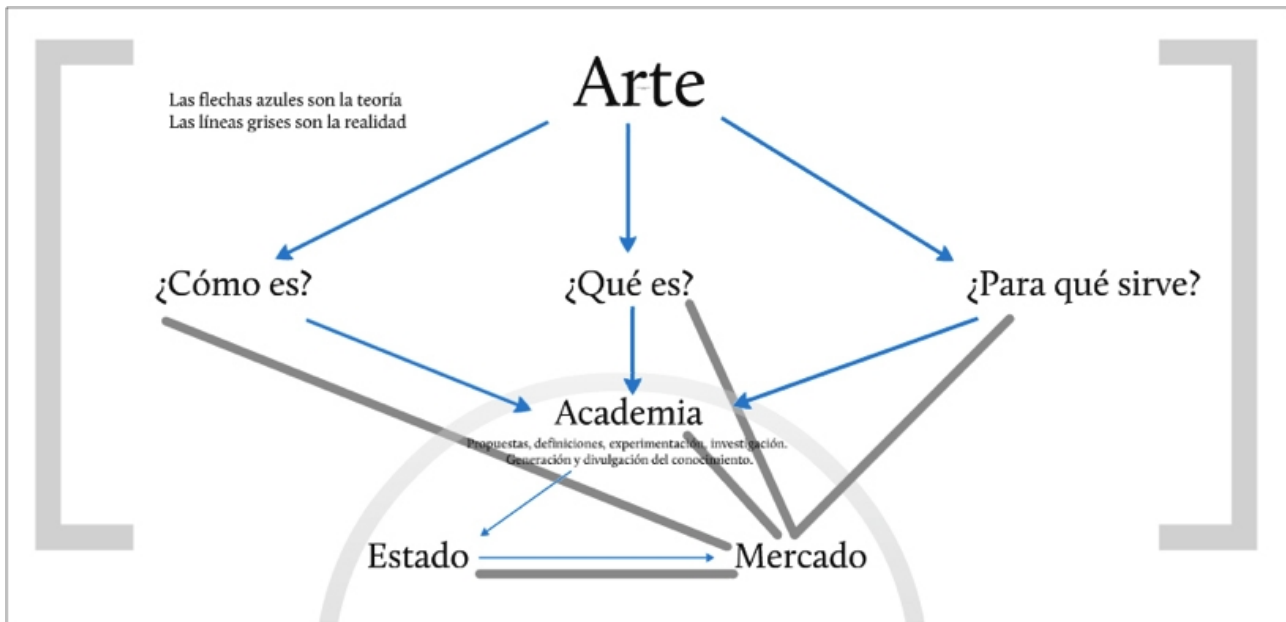 Arte
Las flechas azules son la teoría
Las líneas grises son la realidad
¿Cómo es?
¿Qué es?
¿Para qué sirve?
Academia
Propuestas, definiciones, experimentación, investigación.
Generación y divulgación del conocimiento.
Estado
Mercado